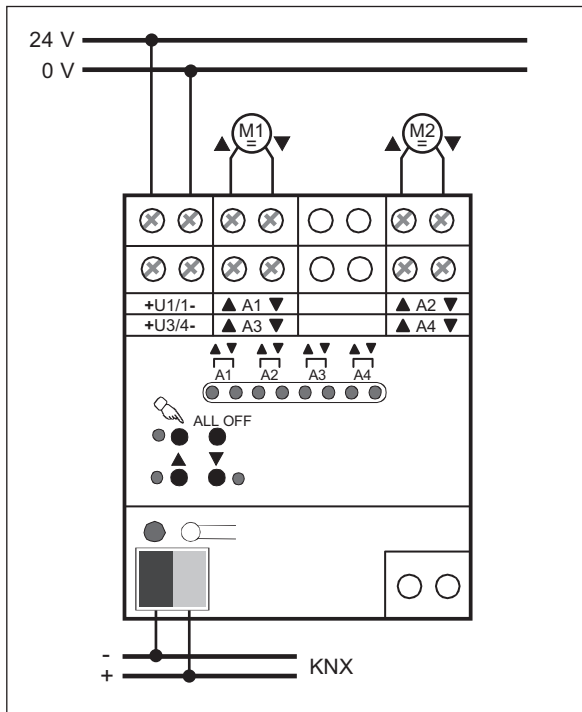 24 V
0 V
M1
=
M2
=
+U1/1- ▲ A1 ▼ ▲ A2 ▼
+U3/4- ▲ A3 ▼ ▲ A4 ▼
▲▼ ▲▼ ▲▼ ▲▼
A1 A2 A3 A4
ALL OFF
▲ ▼
-
+
KNX